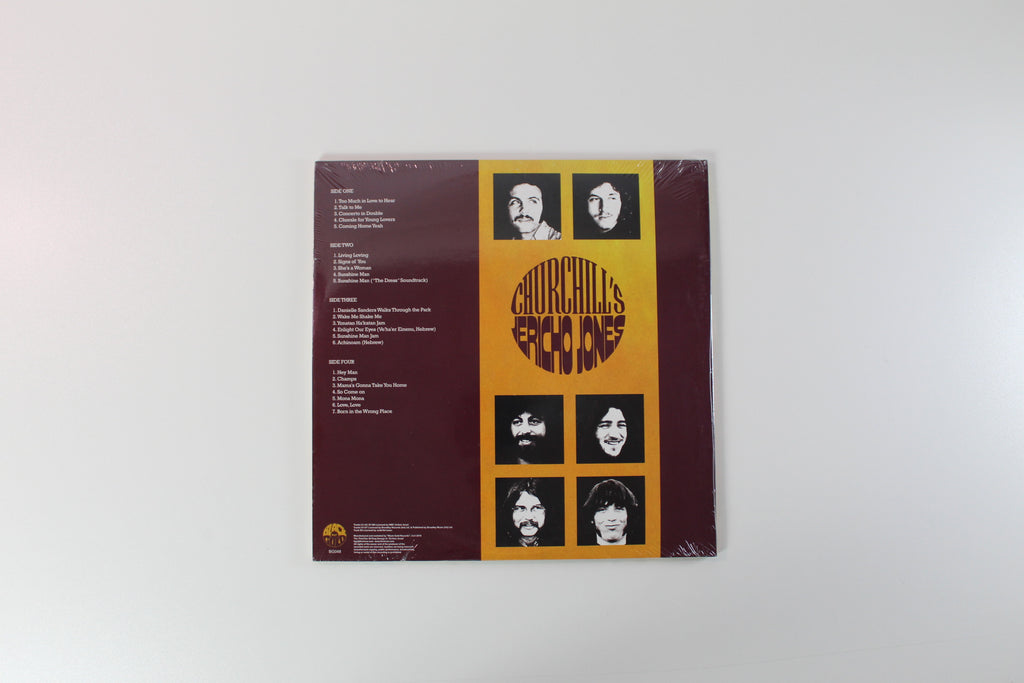 SIDE ONE
1. Too Much in Love to Hear
2. Talk to Me
3. Concerto in Double
4. Chorale for Young Lovers
5. Coming Home Yeah
SIDE TWO
1. Living Loving
2. Signs of You
3. She's a Woman
4. Sunshine Man
5. Sunshine Man ("The Dress" Soundtrack)
SIDE THREE
1. Danielle Sanders Walks Through the Park
2. Wake Me Shake Me
3. Yonatan Ha'katan Jam
4. Enlight Our Eyes (Ve'ha'er Einenu, Hebrew)
5. Sunshine Man Jam
6. Achinoam (Hebrew)
SIDE FOUR
1. Hey Man
2. Champs
3. Mama's Gonna Take You Home
4. So Come on
5. Mona Mona
6. Love, Love
7. Born in the Wrong Place
BLACK
GOLD
CHURCHILL'S
JERICHO JONES